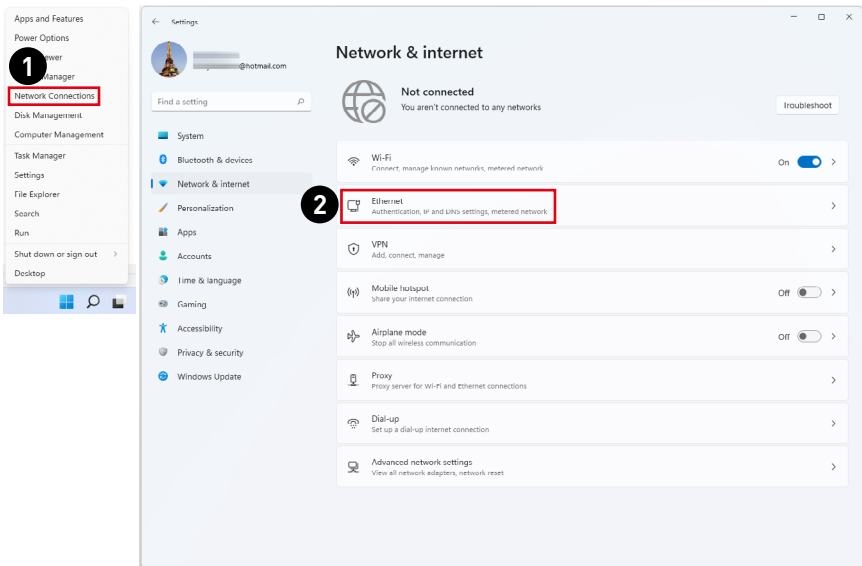 Apps and Features
Power Options
ewer
1
Manager
Network Connections
Disk Management
Computer Management
Task Manager
Settings
File Explorer
Search
Run
Shut down or sign out
Desktop
Settings
@hotmail.com
Find a setting
System
Bluetooth & devices
Network & internet
Personalization
Apps
Accounts
Time & language
Gaming
Accessibility
Privacy & security
Windows Update
Network & internet
Not connected
You aren't connected to any networks
Troubleshoot
Wi-Fi
Connect, manage known networks, metered network
On
2
Ethernet
Authentication, IP and DNS settings, metered network
VPN
Add, connect, manage
Mobile hotspot
Share your internet connection
Off
Airplane mode
Stop all wireless communication
Off
Proxy
Proxy server for Wi-Fi and Ethernet connections
Dial-up
Set up a dial-up internet connection
Advanced network settings
View all network adapters, network reset